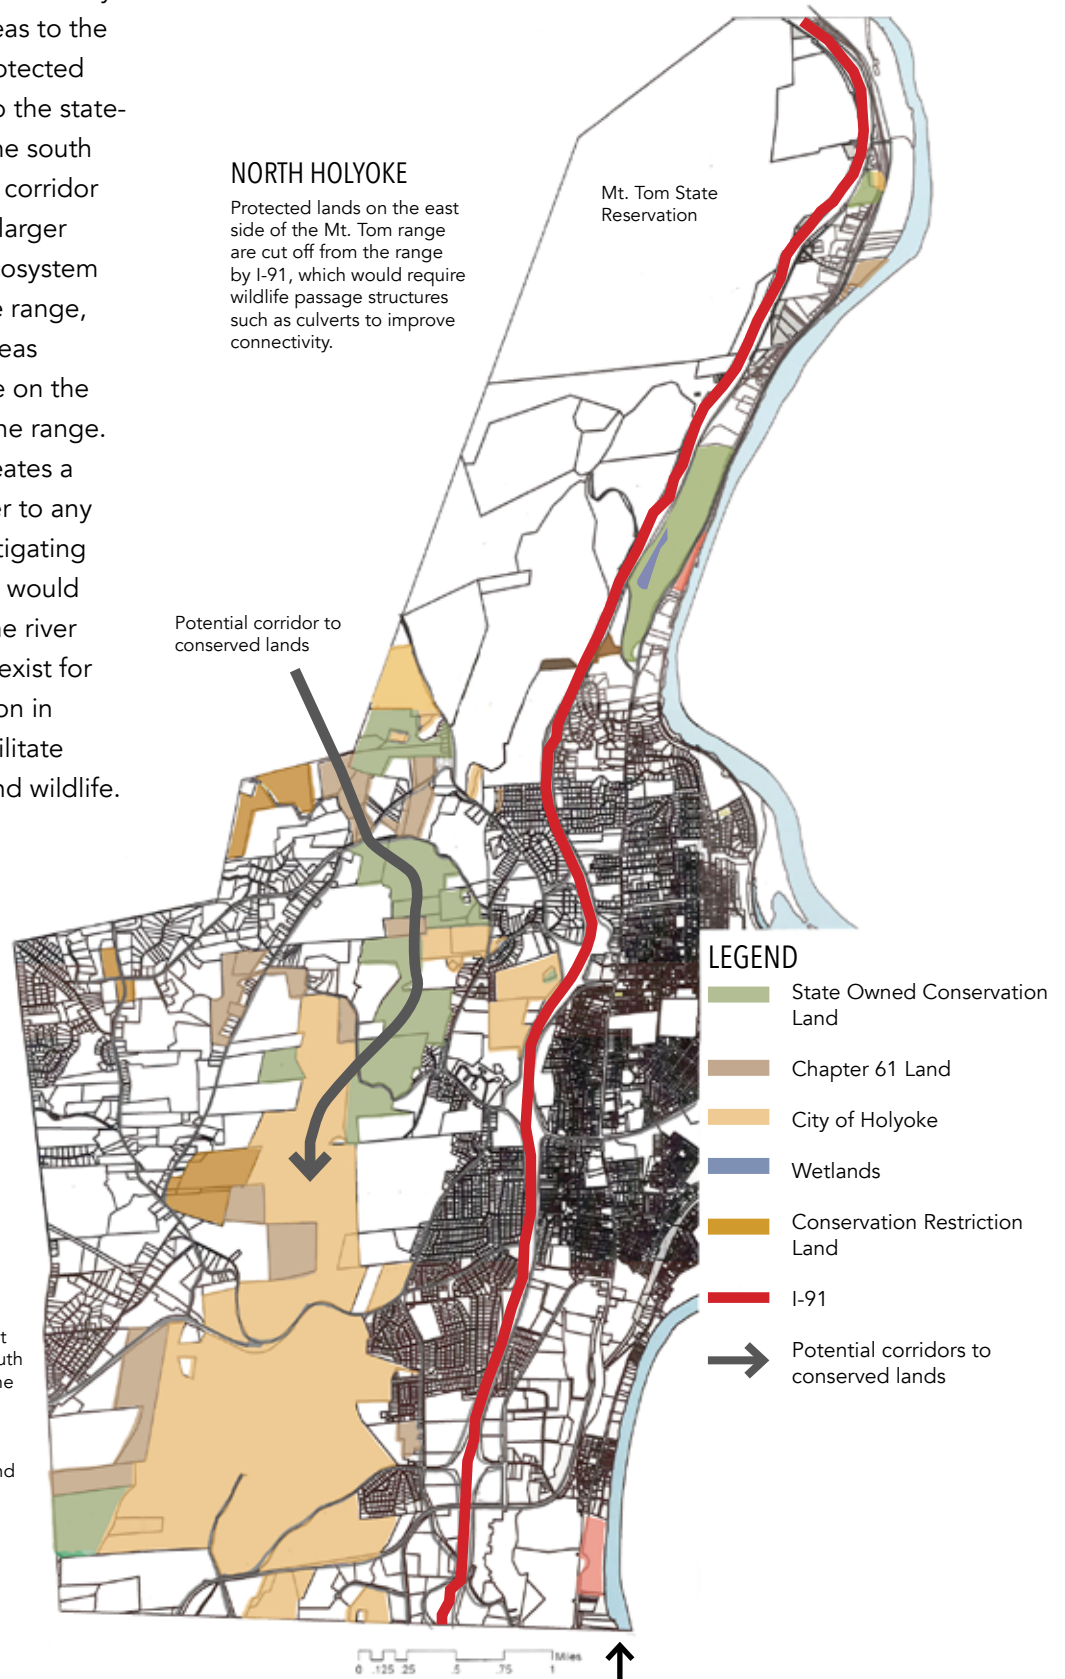 eas to the
otected
o the state-
he south
corridor
larger
osystem
e range,
eas
e on the
he range.
eates a
er to any
tigating
would
he river
exist for
on in
ilitate
nd wildlife.
NORTH HOLYOKE
Protected lands on the east
side of the Mt. Tom range
are cut off from the range
by I-91, which would require
wildlife passage structures
such as culverts to improve
connectivity.
Mt. Tom State
Reservation
Potential corridor to
conserved lands
t
uth
ne
nd
LEGEND
State Owned Conservation
Land
Chapter 61 Land
City of Holyoke
Wetlands
Conservation Restriction
Land
I-91
Potential corridors to
conserved lands
Miles
0 .125 .25 .5 .75 1